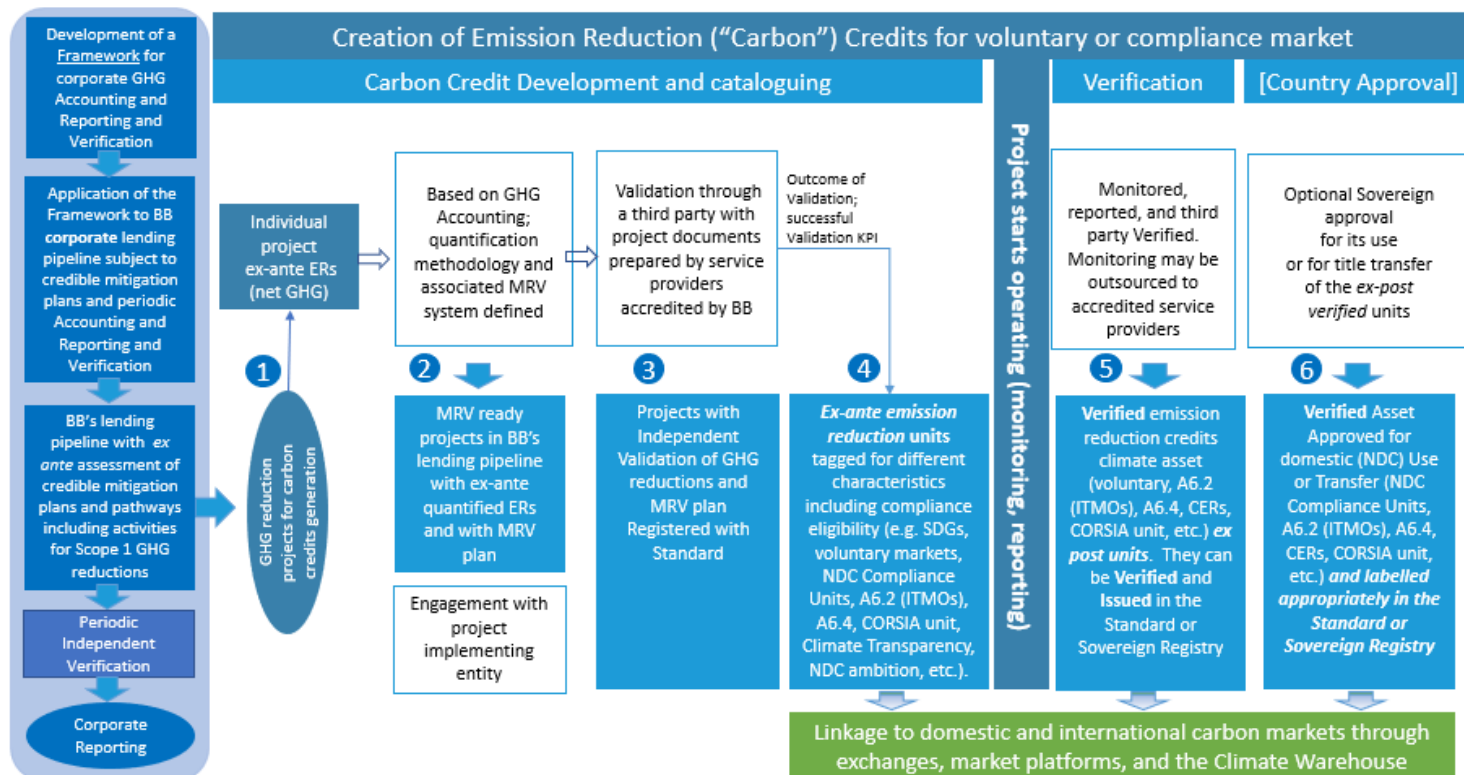 Development of a
Framework for
corporate GHG
Accounting and
Reporting and
Verification
Application of the
Framework to BB
corporate lending
pipeline subject to
credible mitigation
plans and periodic
Accounting and
Reporting and
Verification
BB's lending
pipeline with ex
ante assessment of
credible mitigation
plans and pathways
including activities
for Scope 1 GHG
reductions
Periodic
Independent
Verification
Corporate
Reporting
Creation of Emission Reduction (“Carbon”) Credits for voluntary or compliance market
Carbon Credit Development and cataloguing
Individual
project
ex-ante ERs
(net GHG)
1
GHG reduction
projects for carbon
credits generation
Based on GHG
Accounting;
quantification
methodology and
associated MRV
system defined
2
MRV ready
projects in BB's
lending pipeline
with ex-ante
quantified ERs
and with MRV
plan
Engagement with
project
implementing
entity
Validation through
a third party with
project documents
prepared by service
providers
accredited by BB
3
Projects with
Independent
Validation of GHG
reductions and
MRV plan
Registered with
Standard
Outcome of
Validation;
successful
Validation KPI
4
Ex-ante emission
reduction units
tagged for different
characteristics
including compliance
eligibility (e.g. SDGs,
voluntary markets,
NDC Compliance
Units, A6.2 (ITMOs),
A6.4, CORSIA unit,
Climate Transparency,
NDC ambition, etc.).
Project starts operating (monitoring, reporting)
Verification
Monitored,
reported, and third
party Verified.
Monitoring may be
outsourced to
accredited service
providers
5
Verified emission
reduction credits
climate asset
(voluntary, A6.2
(ITMOs), A6.4, CERs,
CORSIA unit, etc.) ex
post units. They can
be Verified and
Issued in the
Standard or
Sovereign Registry
[Country Approval]
Optional Sovereign
approval
for its use
or for title transfer
of the ex-post
verified units
6
Verified Asset
Approved for
domestic (NDC) Use
or Transfer (NDC
Compliance Units,
A6.2 (ITMOs), A6.4,
CERs, CORSIA unit,
etc.) and labelled
appropriately in the
Standard or
Sovereign Registry
Linkage to domestic and international carbon markets through
exchanges, market platforms, and the Climate Warehouse